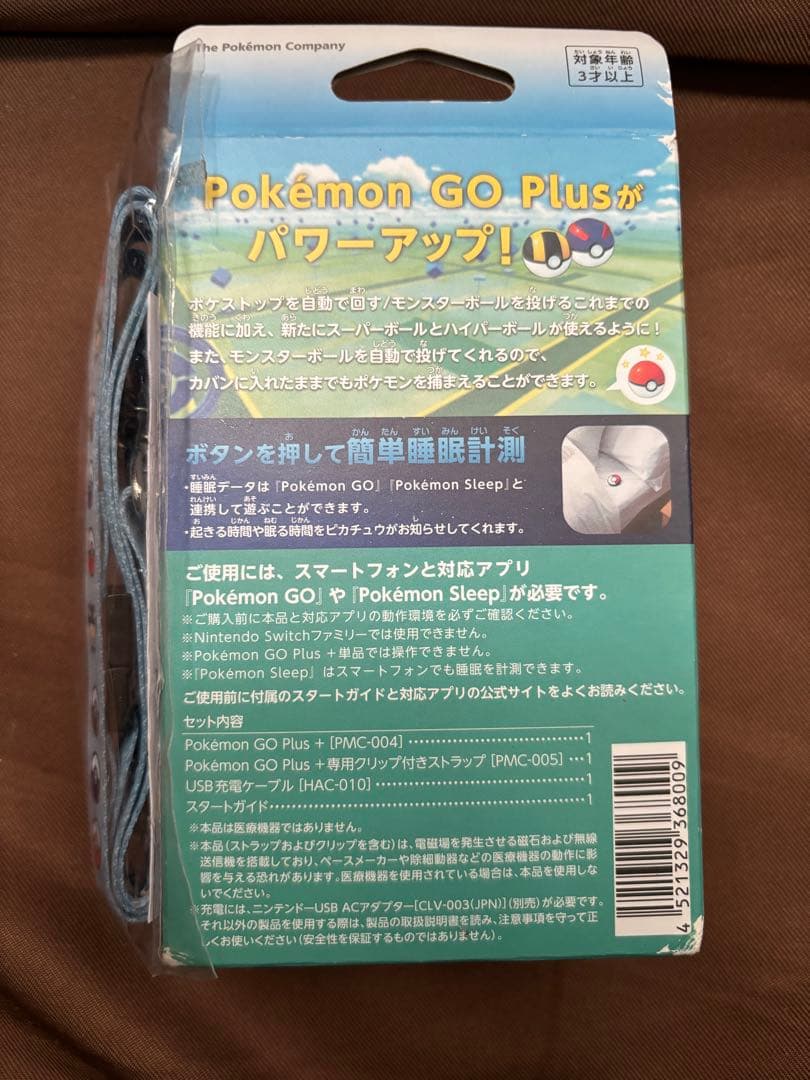 The Pokémon Company
対象年齢
3才以上
Pokémon GO Plusが
パワーアップ!
ポケストップを自動で回す/モンスターボールを投げるこれまでの
機能に加え、新たにスーパーボールとハイパーボールが使えるように!
また、モンスターボールを自動で投げてくれるので、
カバンに入れたままでもポケモンを捕まえることができます。
ボタンを押して簡単睡眠計測
・睡眠データは『Pokémon GO』『Pokémon Sleep』と
連携して遊ぶことができます。
・起きる時間や眠る時間をピカチュウがお知らせしてくれます。
ご使用には、スマートフォンと対応アプリ
『Pokémon GO』や『Pokémon Sleep』が必要です。
※ご購入前に本品と対応アプリの動作環境を必ずご確認ください。
※Nintendo Switchファミリーでは使用できません。
※Pokémon GO Plus +単品では操作できません。
※『Pokémon Sleep』はスマートフォンでも睡眠を計測できます。
ご使用前に付属のスタートガイドと対応アプリの公式サイトをよくお読みください。
セット内容
Pokémon GO Plus + [PMC-004] ……………………………1
Pokémon GO Plus +専用クリップ付きストラップ [PMC-005] …1
USB充電ケーブル [HAC-010] ……………………………1
スタートガイド……………………………………………1
※本品は医療機器ではありません。
※本品(ストラップおよびクリップを含む)は、電磁場を発生させる磁石および無線
送信機を搭載しており、ペースメーカーや除細動器などの医療機器の動作に影
響を与える恐れがあります。医療機器を使用されている場合は、本品を使用しな
いでください。
※充電には、ニンテンドーUSB ACアダプター[CLV-003(JPN)](別売)が必要です。
それ以外の製品を使用する際は、製品の取扱説明書を読み、注意事項を守って正
しくお使いください(安全性を保証するものではありません)。
4 521329 368009